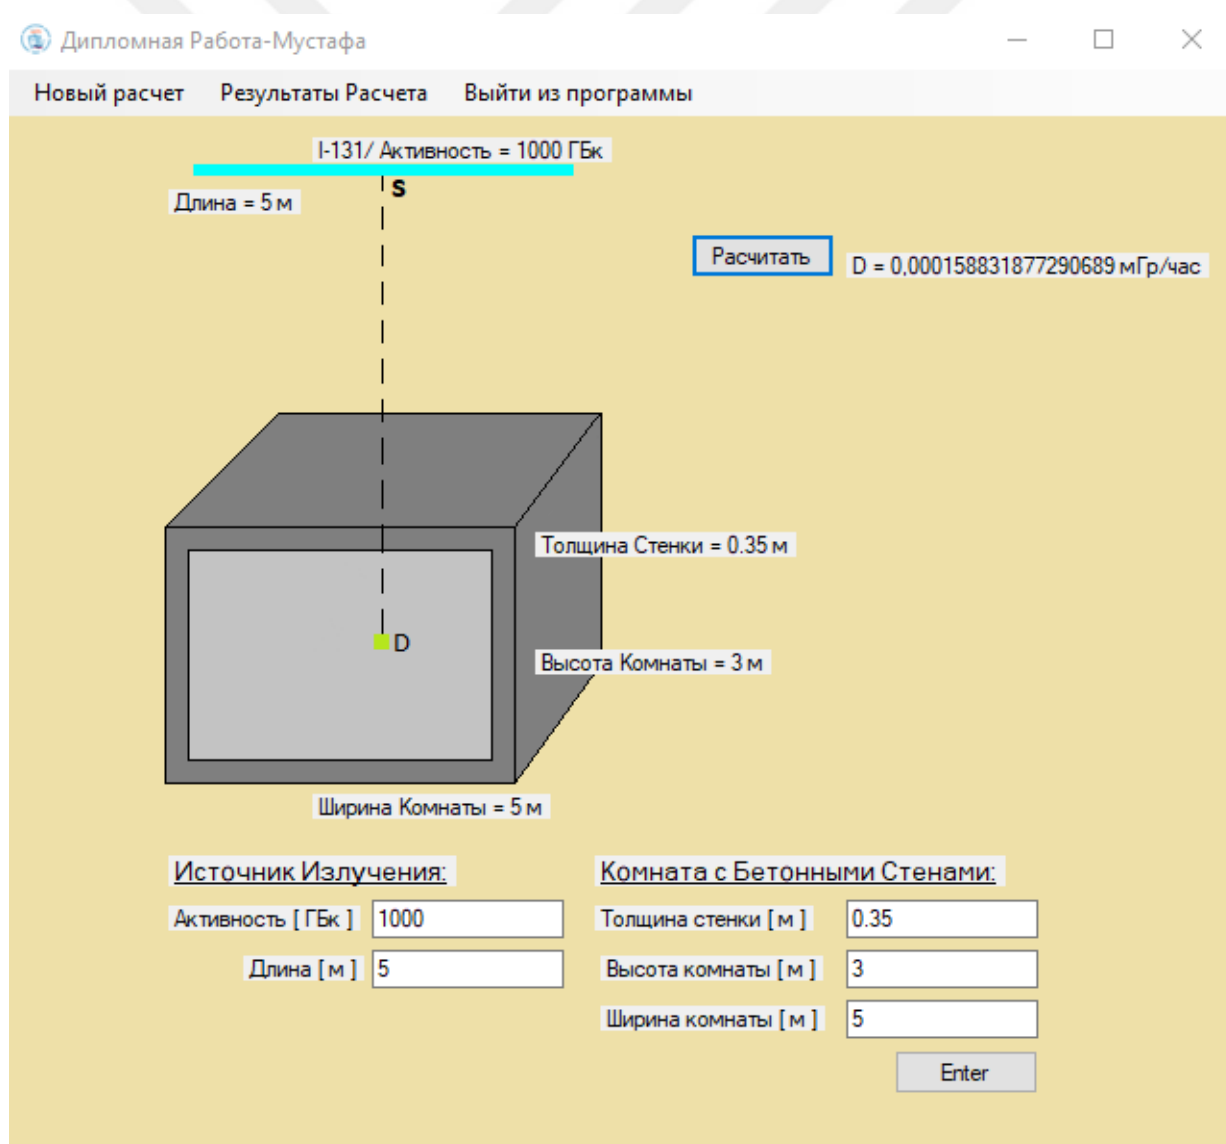 Дипломная Работа-Мустафа
Новый расчет Результаты Расчета Выйти из программы
I-131/ Активность = 1000 ГБк
S
Длина = 5 м
Расчитать
D = 0,000158831877290689 мГр/час
Толщина Стенки = 0.35 м
D
Высота Комнаты = 3 м
Ширина Комнаты = 5 м
Источник Излучения:
Активность [ ГБк ] 1000
Длина [ м ] 5
Комната с Бетонными Стенами:
Толщина стенки [ м ] 0.35
Высота комнаты [ м ] 3
Ширина комнаты [ м ] 5
Enter